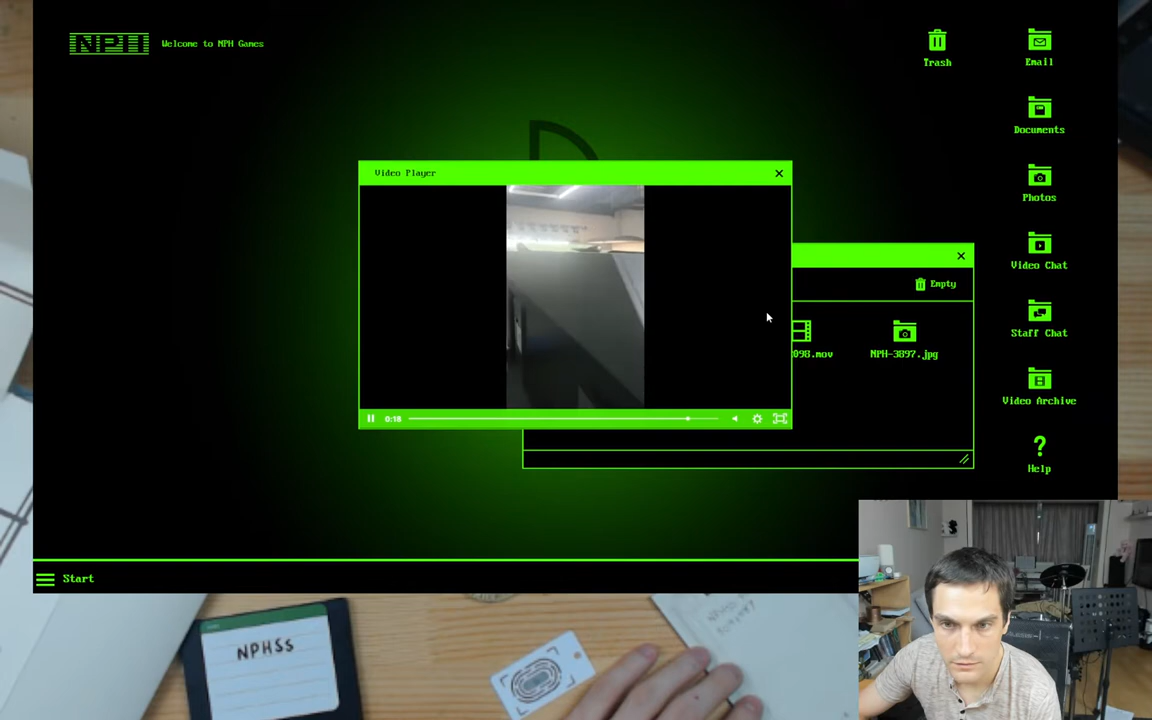 NPH
Welcome to NPH Games
Trash
Email
Documents
Photos
Video Chat
Staff Chat
Video Archive
Help
Video Player
0:18
Empty
098.mov
NPH-3897.jpg
Start
NPHSs